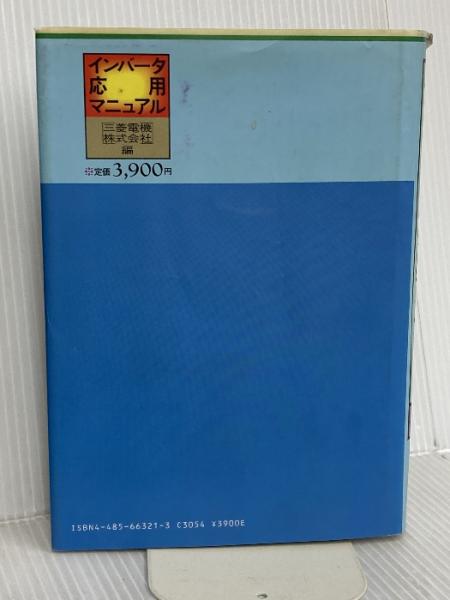 インバータ
応用
マニュアル
三菱電機
株式会社
編
※定価3,900円
ISBN4-485-66321-3 C3054 ¥3900E